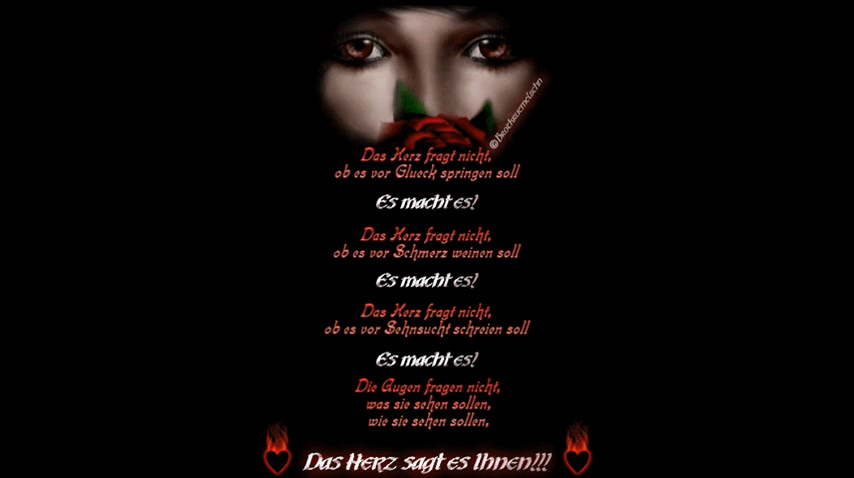 ©Brockumelschn
Das Herz fragt nicht,
ob es vor Glueck springen soll
Es macht es!
Das Herz fragt nicht,
ob es vor Schmerz weinen soll
Es macht es!
Das Herz fragt nicht,
ob es vor Sehnsucht schreien soll
Es macht es!
Die Augen fragen nicht,
was sie sehen sollen,
wie sie sehen sollen,
Das Herz sagt es Ihnen!!!